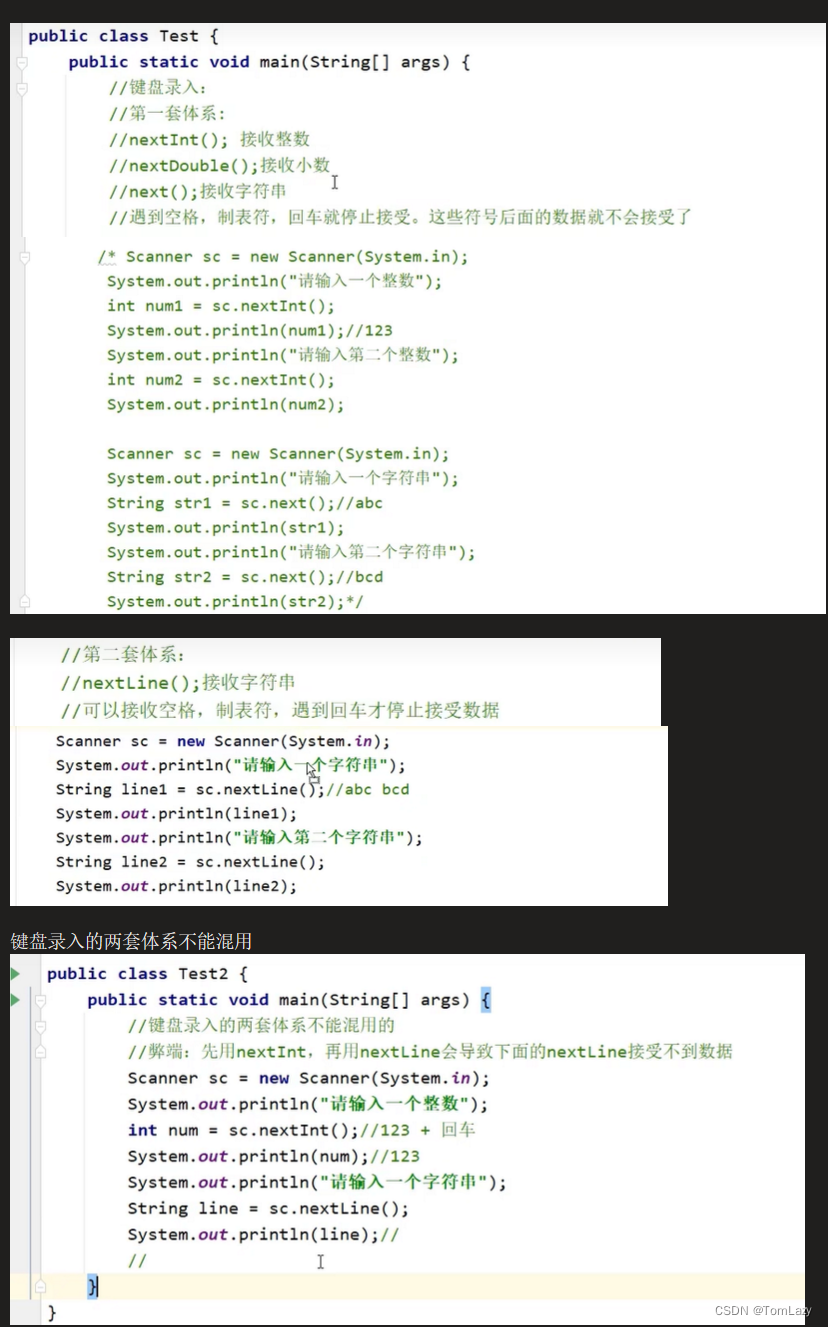 public class Test {
public static void main(String[] args) {
//键盘录入:
//第一套体系:
//nextInt(); 接收整数
//nextDouble();接收小数
//next();接收字符串
//遇到空格，制表符，回车就停止接受。这些符号后面的数据就不会接受了
/* Scanner sc = new Scanner(System.in);
System.out.println("请输入一个整数");
int num1 = sc.nextInt();
System.out.println(num1);//123
System.out.println("请输入第二个整数");
int num2 = sc.nextInt();
System.out.println(num2);
Scanner sc = new Scanner(System.in);
System.out.println("请输入一个字符串");
String str1 = sc.next();//abc
System.out.println(str1);
System.out.println("请输入第二个字符串");
String str2 = sc.next();//bcd
System.out.println(str2);*/
//第二套体系:
//nextLine();接收字符串
//可以接收空格，制表符，遇到回车才停止接受数据
Scanner sc = new Scanner(System.in);
System.out.println("请输入一个字符串");
String line1 = sc.nextLine();//abc bcd
System.out.println(line1);
System.out.println("请输入第二个字符串");
String line2 = sc.nextLine();
System.out.println(line2);
键盘录入的两套体系不能混用
public class Test2 {
public static void main(String[] args) {
//键盘录入的两套体系不能混用的
//弊端：先用nextInt，再用nextLine会导致下面的nextLine接受不到数据
Scanner sc = new Scanner(System.in);
System.out.println("请输入一个整数");
int num = sc.nextInt();//123 + 回车
System.out.println(num);//123
System.out.println("请输入一个字符串");
String line = sc.nextLine();
System.out.println(line);//
//
}
}
CSDN @TomLazy